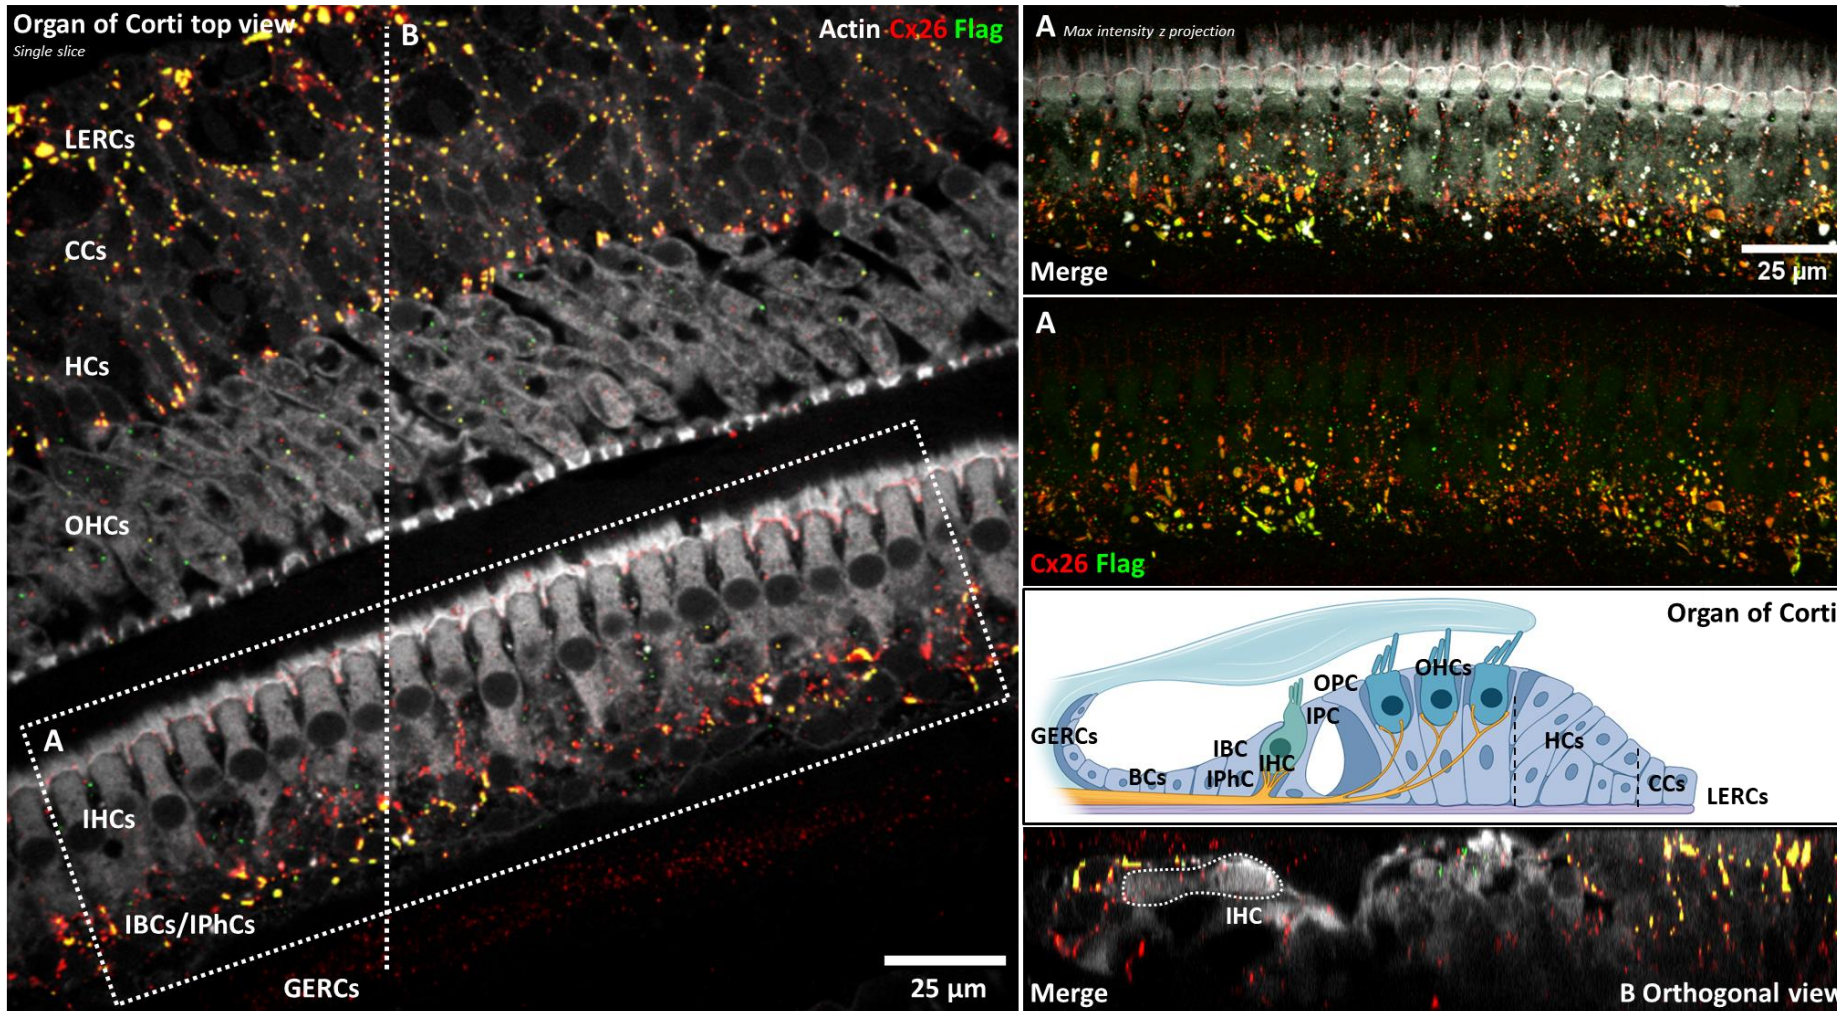 Organ of Corti top view
Single slice
B
Actin Cx26 Flag
LERCs
CCs
HCs
OHCs
A
IHCs
IBCs/IPhCs
GERCs
25 µm
A Max intensity z projection
Merge
25 µm
A
Cx26 Flag
Organ of Corti
OHCs
OPC
IPC
GERCs
IBC
HCs
IHC
BCs
IPhC
CCs
LERCs
IHC
Merge
B Orthogonal view